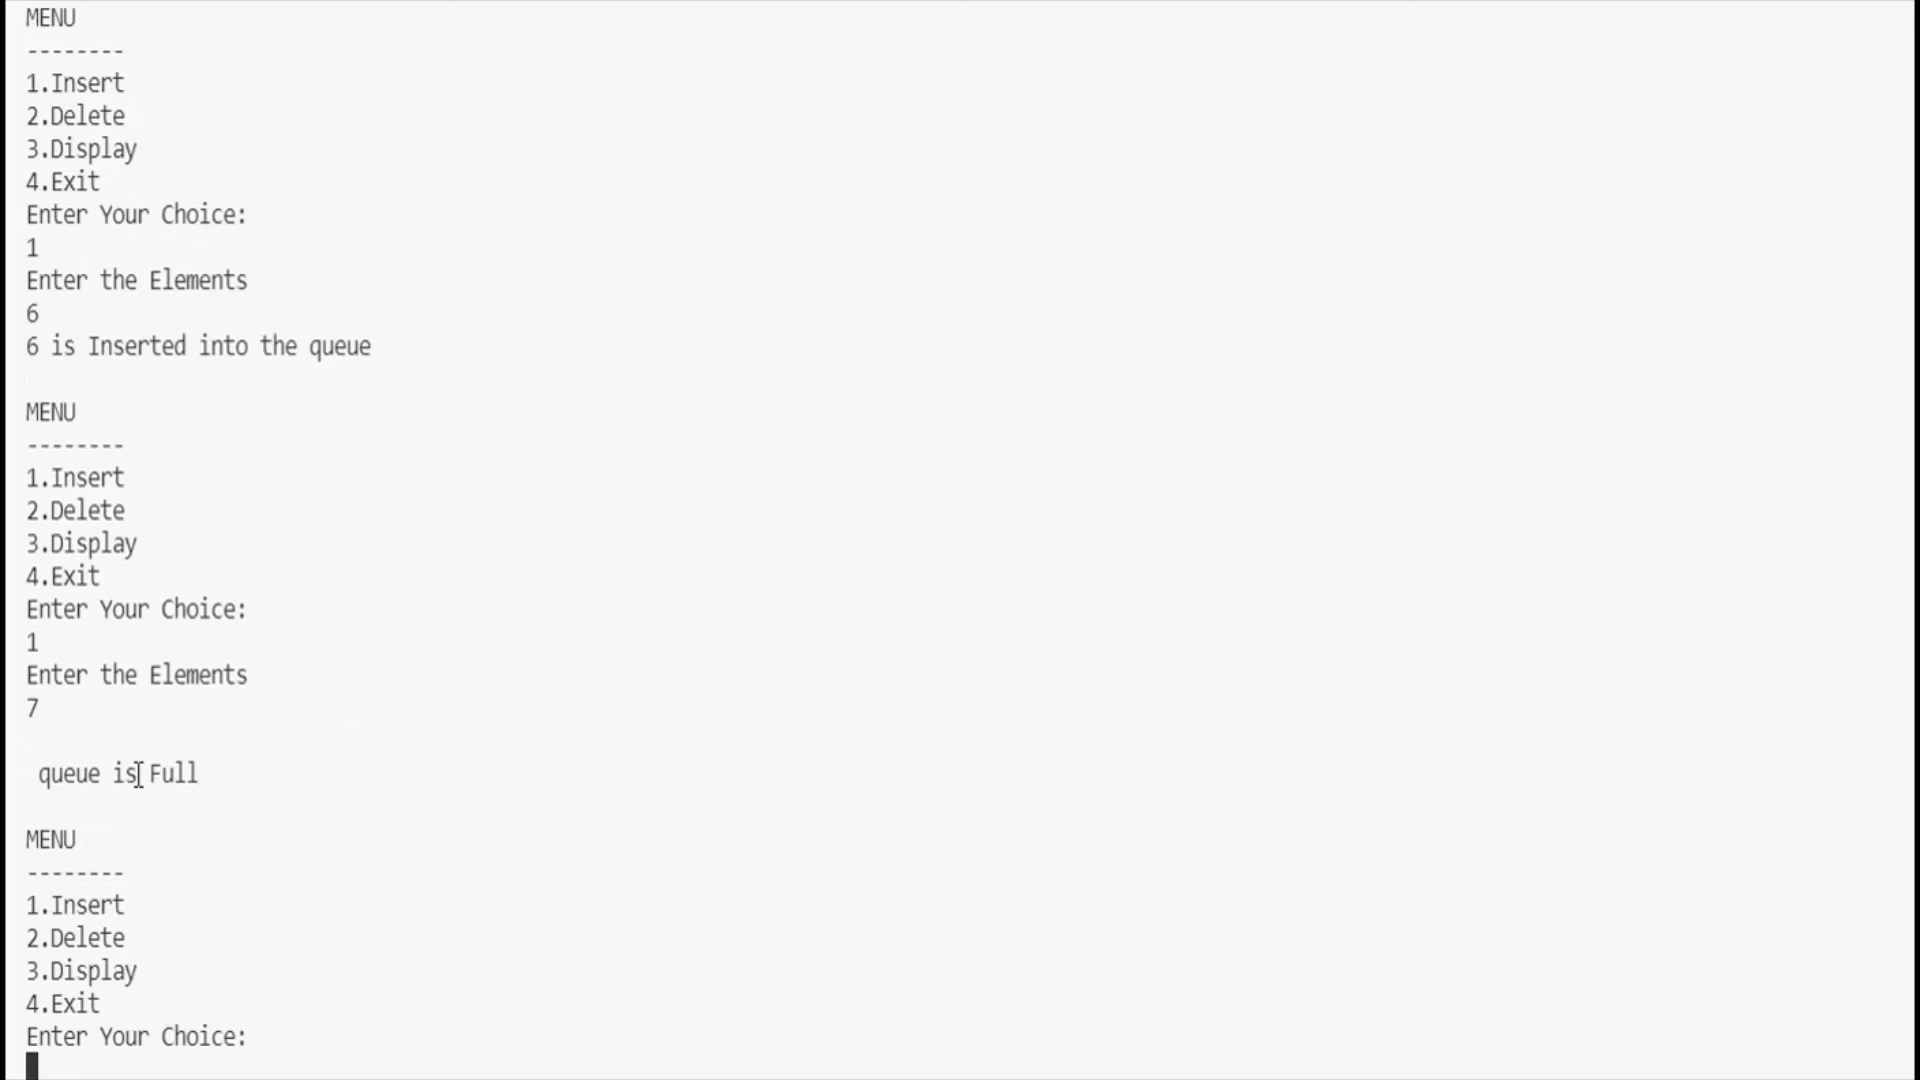 MENU
--------
1.Insert
2.Delete
3.Display
4.Exit
Enter Your Choice:
1
Enter the Elements
6
6 is Inserted into the queue
MENU
--------
1.Insert
2.Delete
3.Display
4.Exit
Enter Your Choice:
1
Enter the Elements
7
queue is Full
MENU
--------
1.Insert
2.Delete
3.Display
4.Exit
Enter Your Choice: